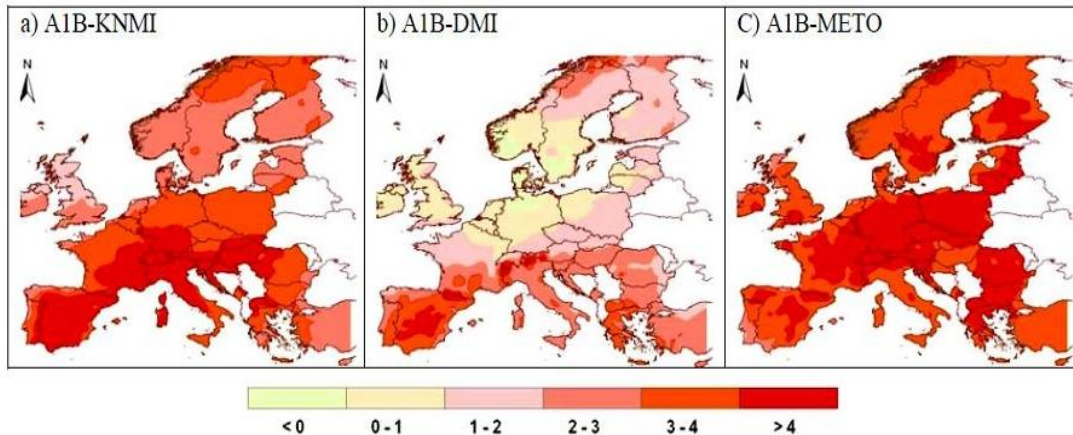 a) A1B-KNMI
b) A1B-DMI
C) A1B-METO
N
N
N
< 0
0 - 1
1 - 2
2 - 3
3 - 4
> 4